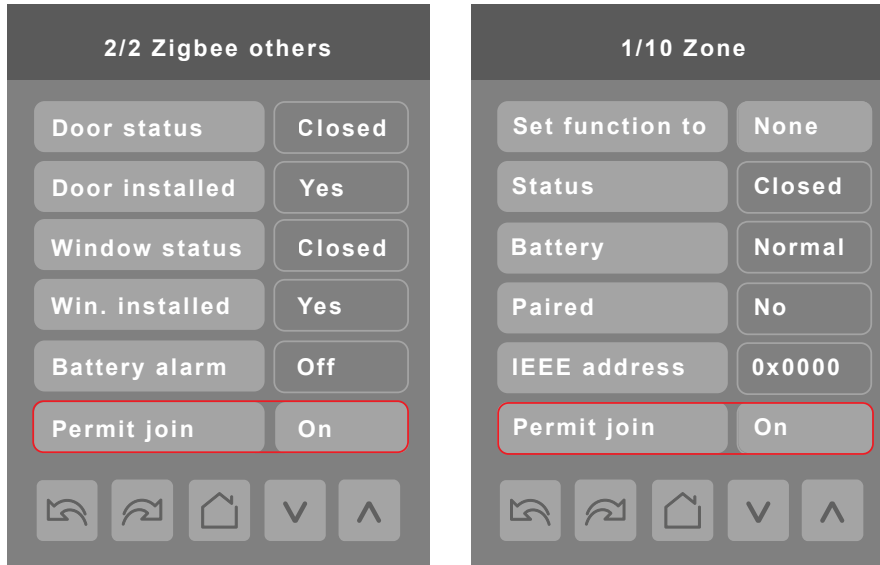 2/2 Zigbee others
Door status Closed
Door installed Yes
Window status Closed
Win. installed Yes
Battery alarm Off
Permit join On
1/10 Zone
Set function to None
Status Closed
Battery Normal
Paired No
IEEE address 0x0000
Permit join On